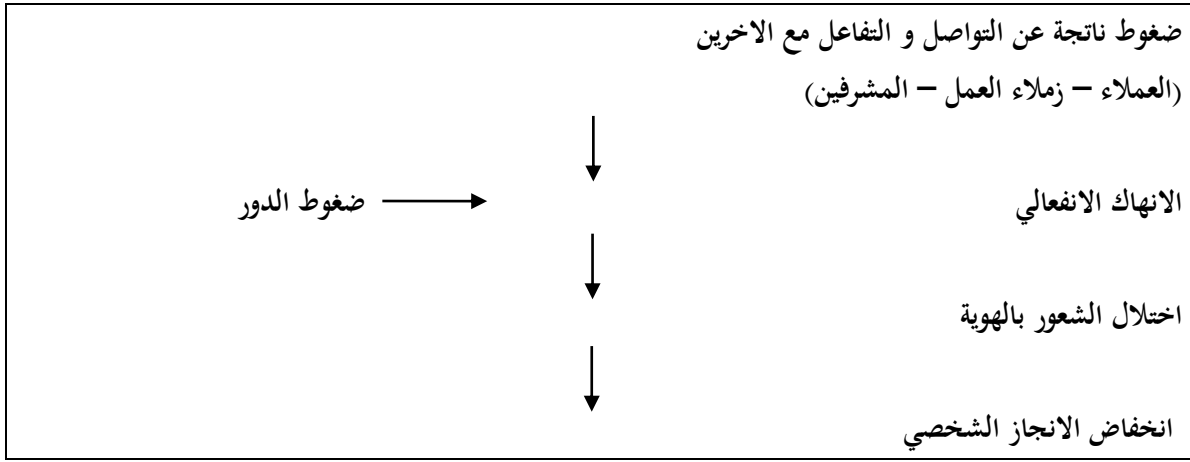 ضغوط ناتجة عن التواصل و التفاعل مع الاخرين
(العملاء – زملاء العمل – المشرفين)
الانهاك الانفعالي
ضغوط الدور
اختلال الشعور بالهوية
انخفاض الانجاز الشخصي